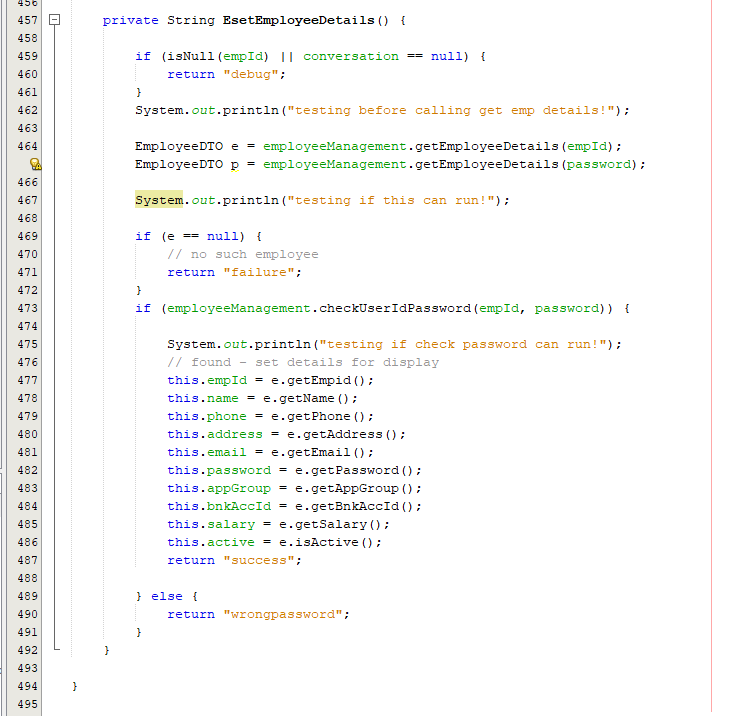 456
457 private String EsetEmployeeDetails() {
458
459 if (isNull(empId) || conversation == null) {
460 return "debug";
461 }
462 System.out.println("testing before calling get emp details!");
463
464 EmployeeDTO e = employeeManagement.getEmployeeDetails(empId);
EmployeeDTO p = employeeManagement.getEmployeeDetails(password);
466
467 System.out.println("testing if this can run!");
468
469 if (e == null) {
470 // no such employee
471 return "failure";
472 }
473 if (employeeManagement.checkUserIdPassword(empId, password)) {
474
475 System.out.println("testing if check password can run!");
476 // found - set details for display
477 this.empId = e.getEmpid();
478 this.name = e.getName();
479 this.phone = e.getPhone();
480 this.address = e.getAddress();
481 this.email = e.getEmail();
482 this.password = e.getPassword();
483 this.appGroup = e.getAppGroup();
484 this.bnkAccId = e.getBnkAccId();
485 this.salary = e.getSalary();
486 this.active = e.isActive();
487 return "success";
488
489 } else {
490 return "wrongpassword";
491 }
492 }
493
494 }
495